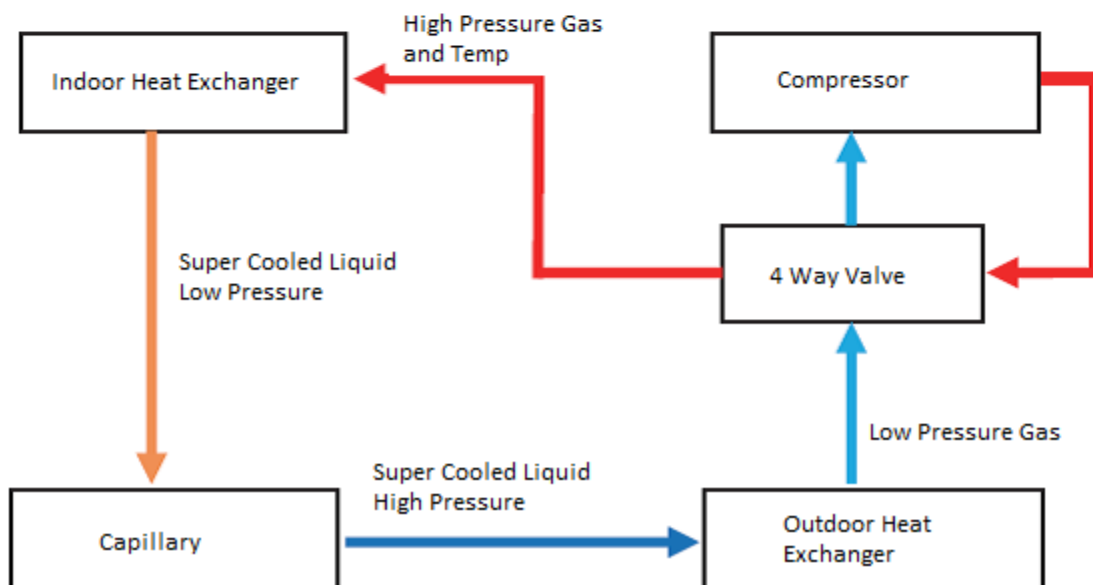 High Pressure Gas
and Temp
Indoor Heat Exchanger
Compressor
Super Cooled Liquid
Low Pressure
4 Way Valve
Low Pressure Gas
Super Cooled Liquid
High Pressure
Capillary
Outdoor Heat
Exchanger